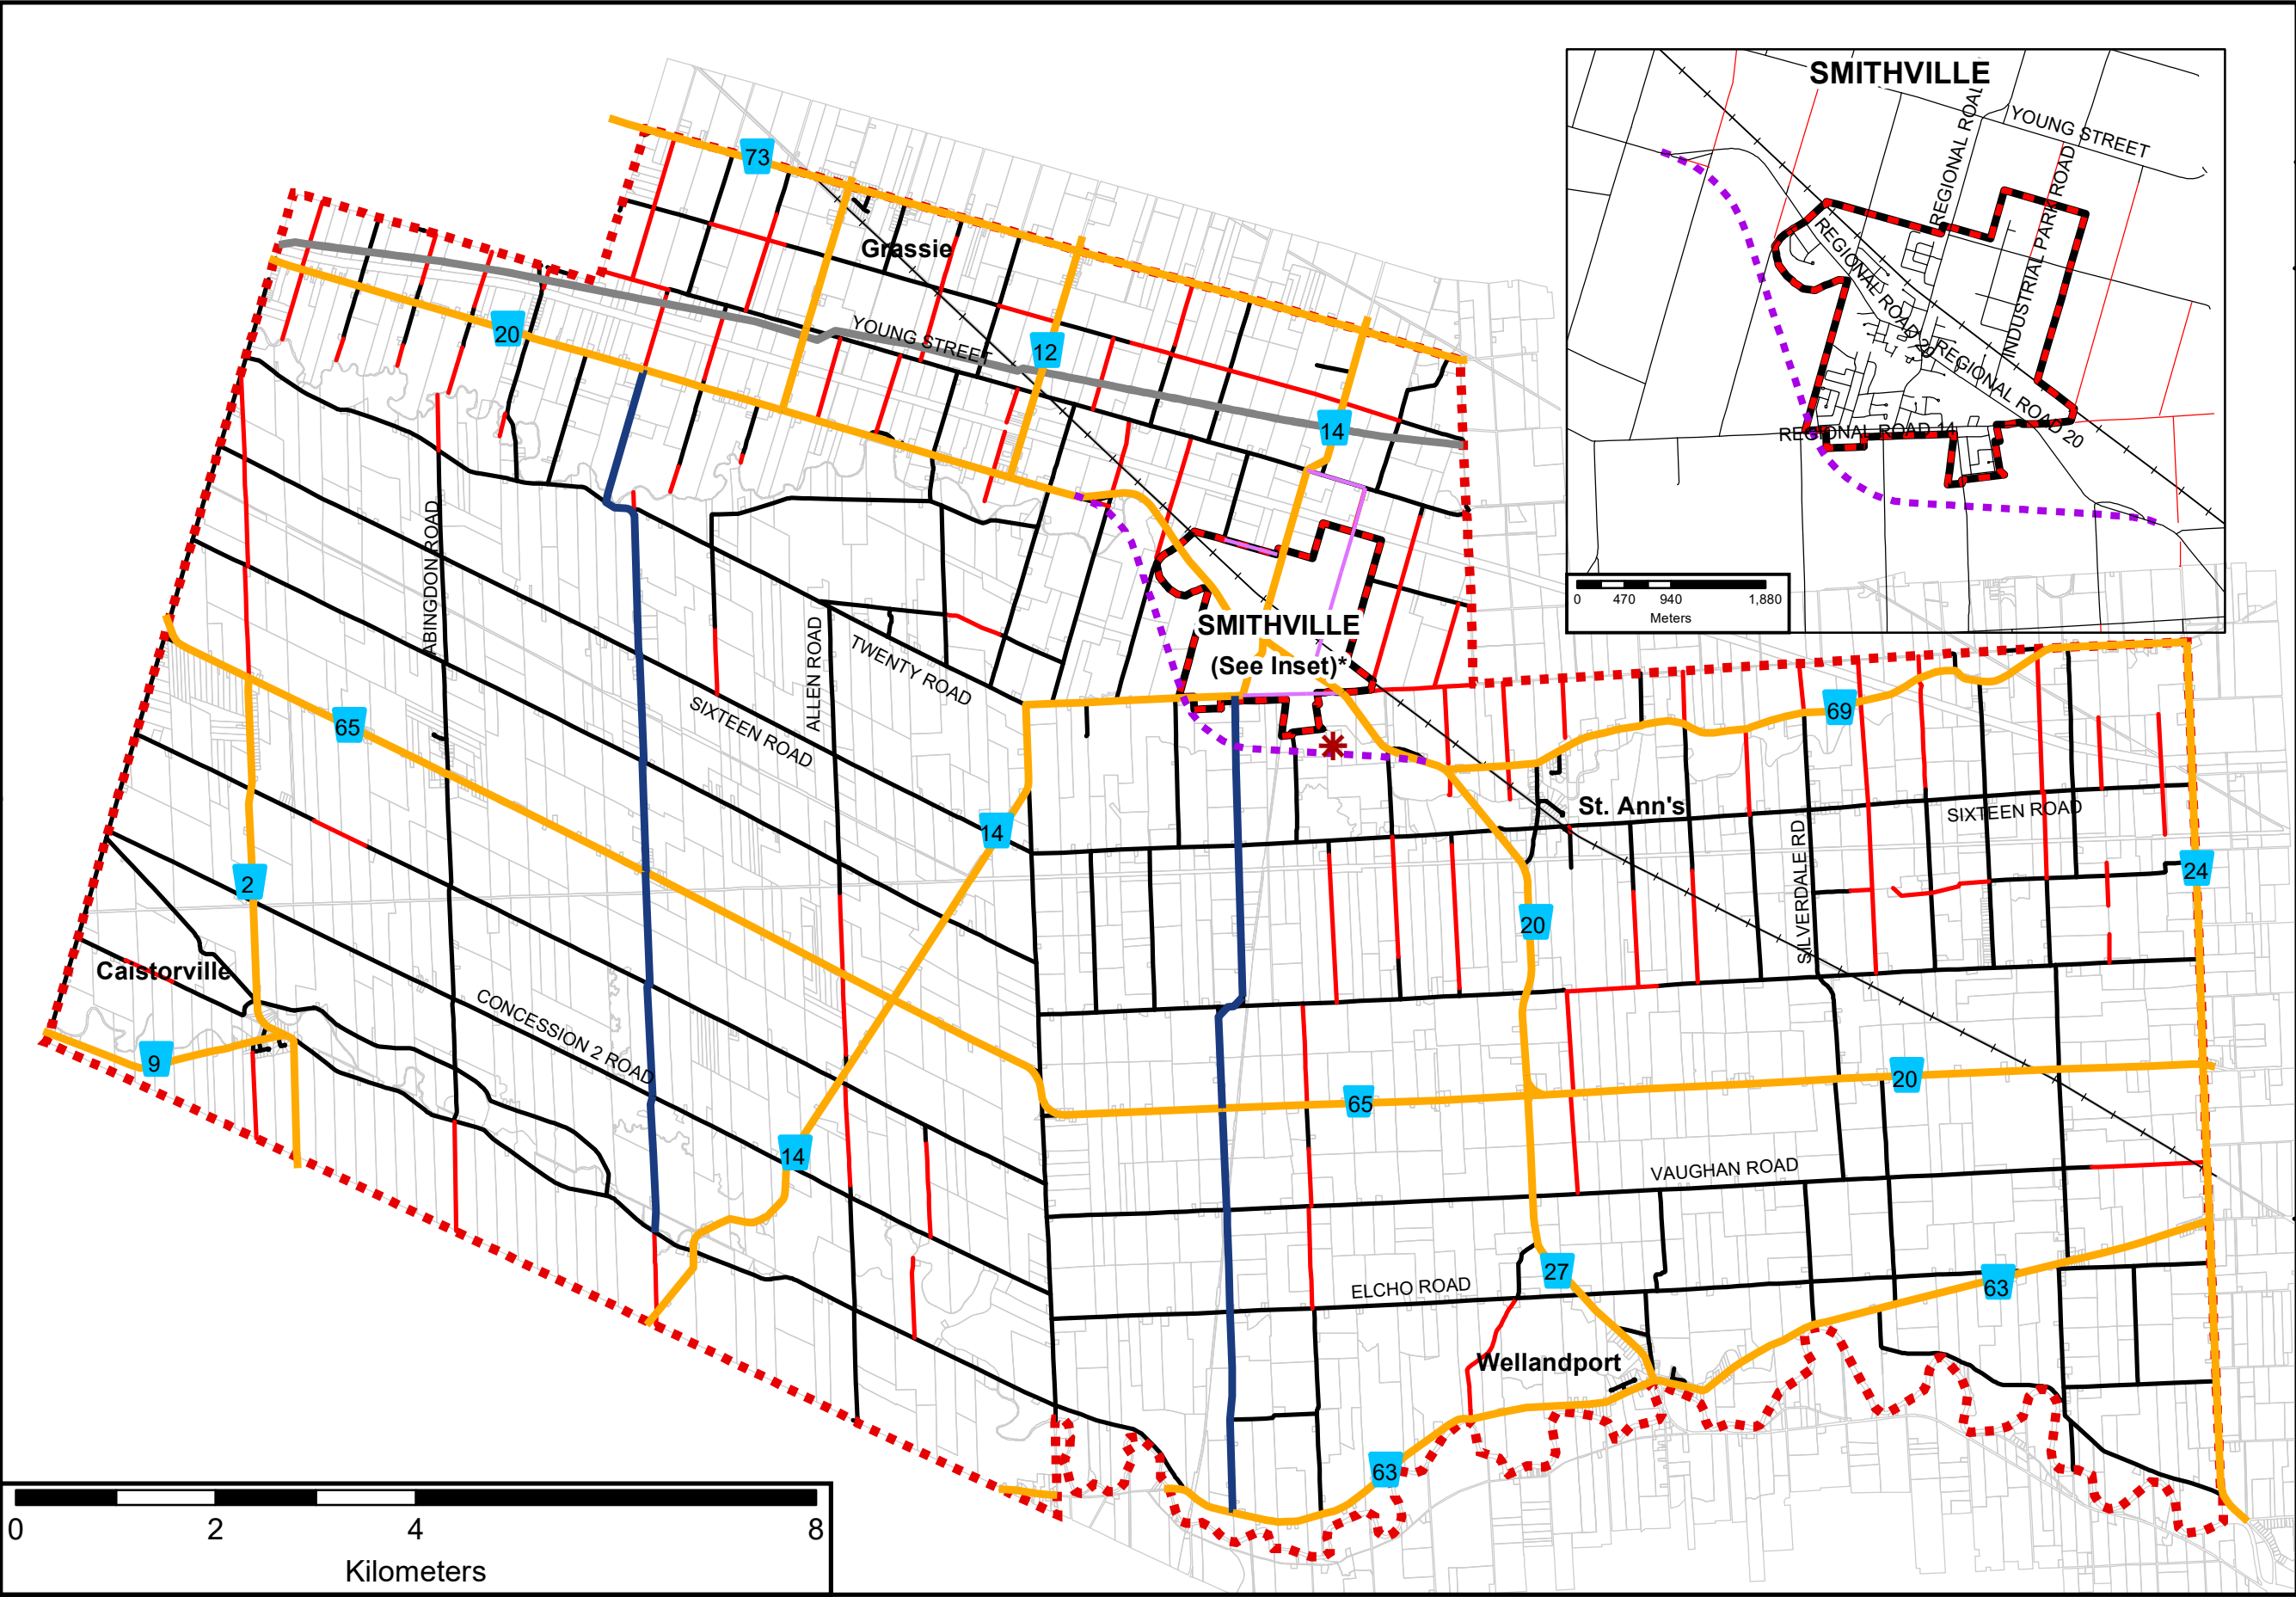 SMITHVILLE
REGIONAL ROAD
YOUNG STREET
INDUSTRIAL PARK ROAD
REGIONAL ROAD 20
REGIONAL ROAD 20
REGIONAL ROAD 14
0 470 940 1,880
Meters
73
Grassie
20
YOUNG STREET
12
14
ABINGDON ROAD
SMITHVILLE
(See Inset)*
ALLEN ROAD
TWENTY ROAD
65
SIXTEEN ROAD
69
14
St. Ann's
SIXTEEN ROAD
SILVERDALE RD
2
24
20
Caistorville
CONCESSION 2 ROAD
9
65
20
14
VAUGHAN ROAD
ELCHO ROAD
27
63
Wellandport
63
0 2 4 8
Kilometers